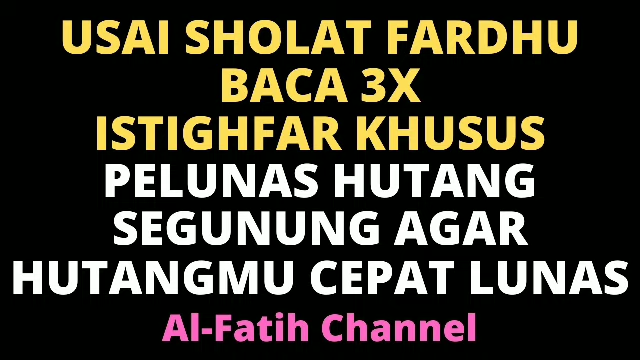 USAI SHOLAT FARDHU
BACA 3X
ISTIGHFAR KHUSUS
PELUNAS HUTANG
SEGUNUNG AGAR
HUTANGMU CEPAT LUNAS
Al-Fatih Channel